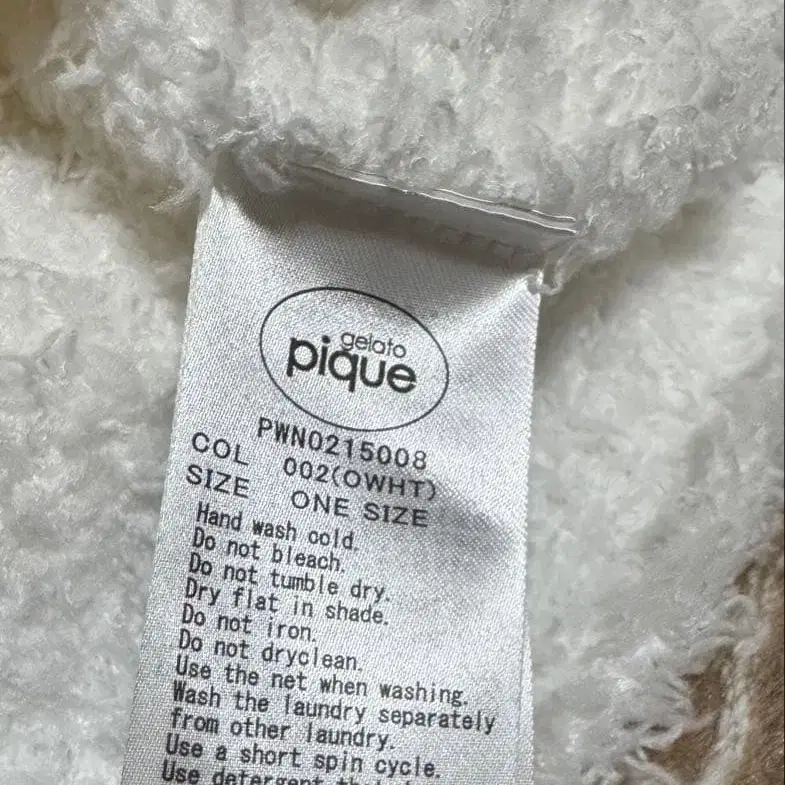 gelato
pique
PWN0215008
COL 002(OWHT)
SIZE ONE SIZE
Hand wash cold.
Do not bleach.
Do not tumble dry.
Dry flat in shade.
Do not iron.
Do not dryclean.
Use the net when washing.
Wash the laundry separately
from other laundry.
Use a short spin cycle.
Use detergent